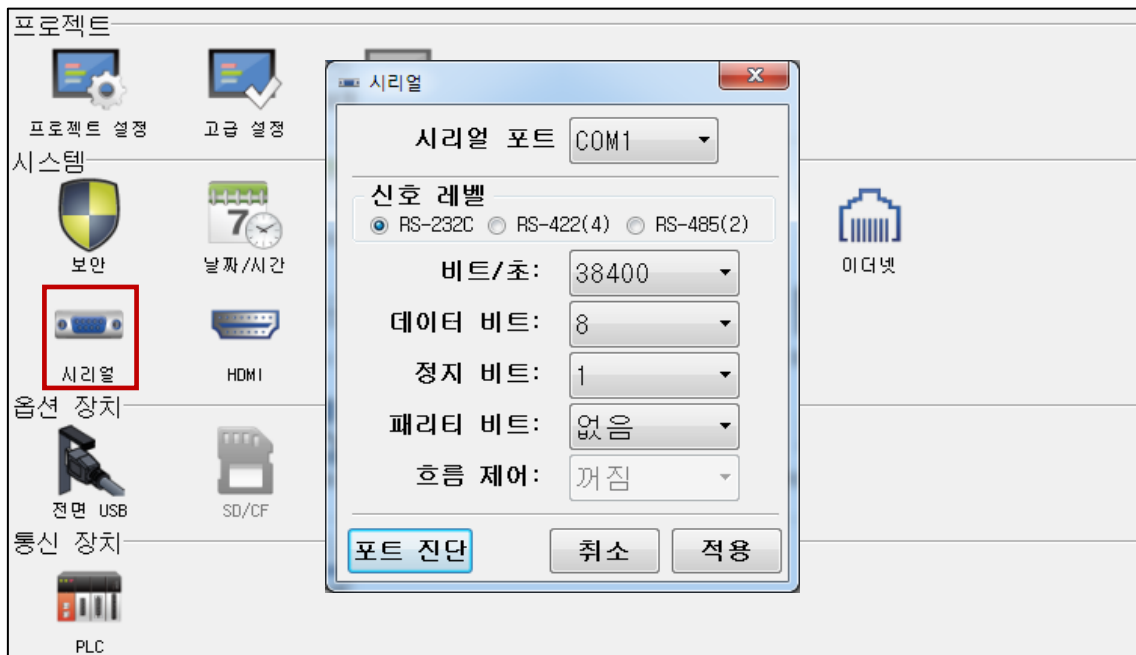 프로젝트
프로젝트 설정
고급 설정
시스템
보안
날짜/시간
7
이더넷
시리얼
HDMI
옵션 장치
전면 USB
SD/CF
통신 장치
PLC
시리얼
시리얼 포트 COM1
신호 레벨
RS-232C RS-422(4) RS-485(2)
비트/초: 38400
데이터 비트: 8
정지 비트: 1
패리티 비트: 없음
흐름 제어: 꺼짐
포트 진단 취소 적용